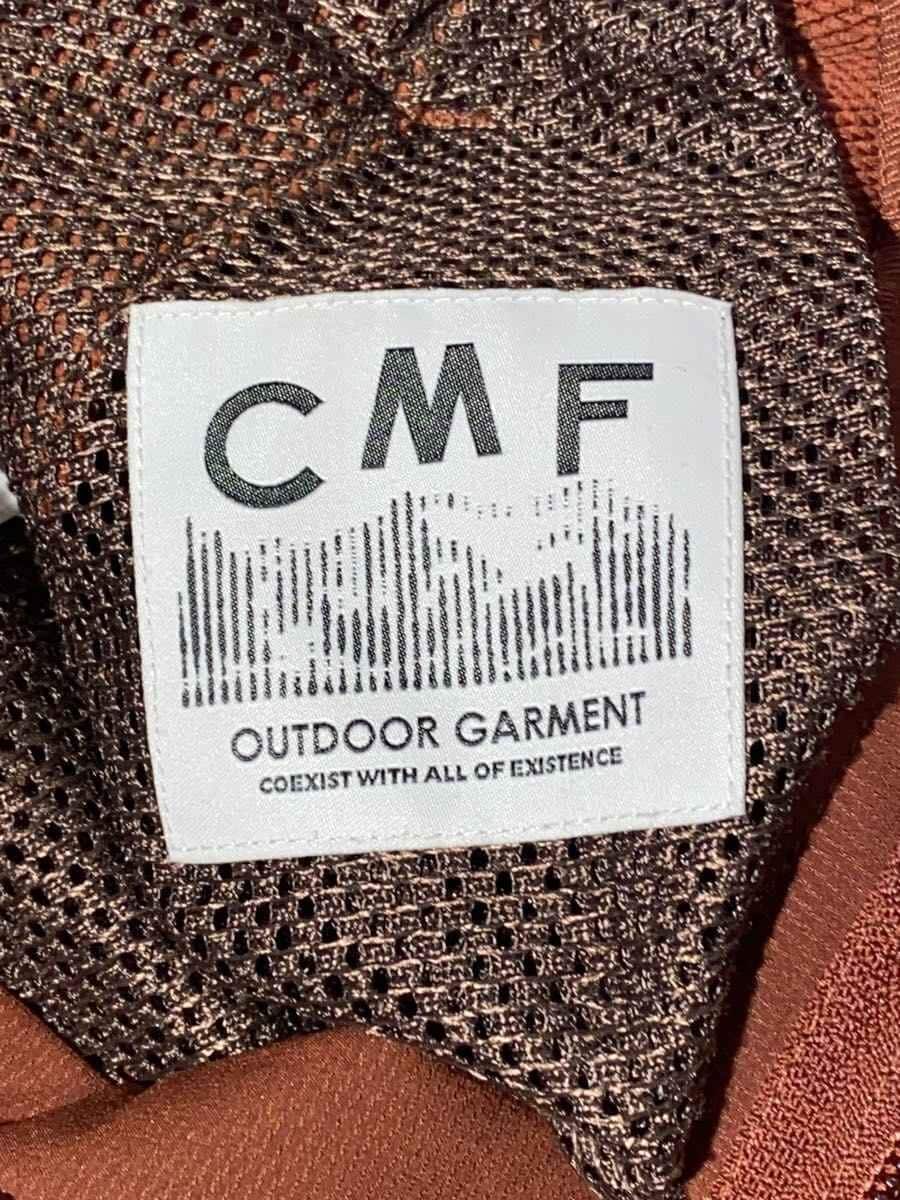 CMF
OUTDOOR GARMENT
COEXIST WITH ALL OF EXISTENCE